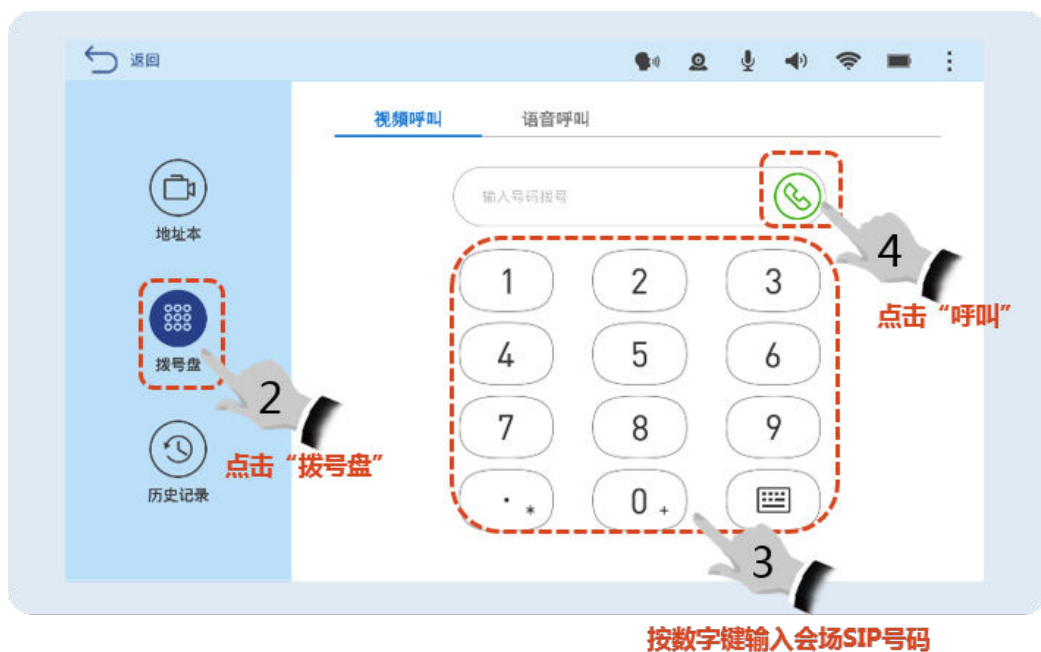 返回
视频呼叫 语音呼叫
地址本
输入号码拨号
1 2 3
4
点击“呼叫”
拨号盘
4 5 6
2
7 8 9
点击“拨号盘”
历史记录
. * 0 +
3
按数字键输入会场SIP号码